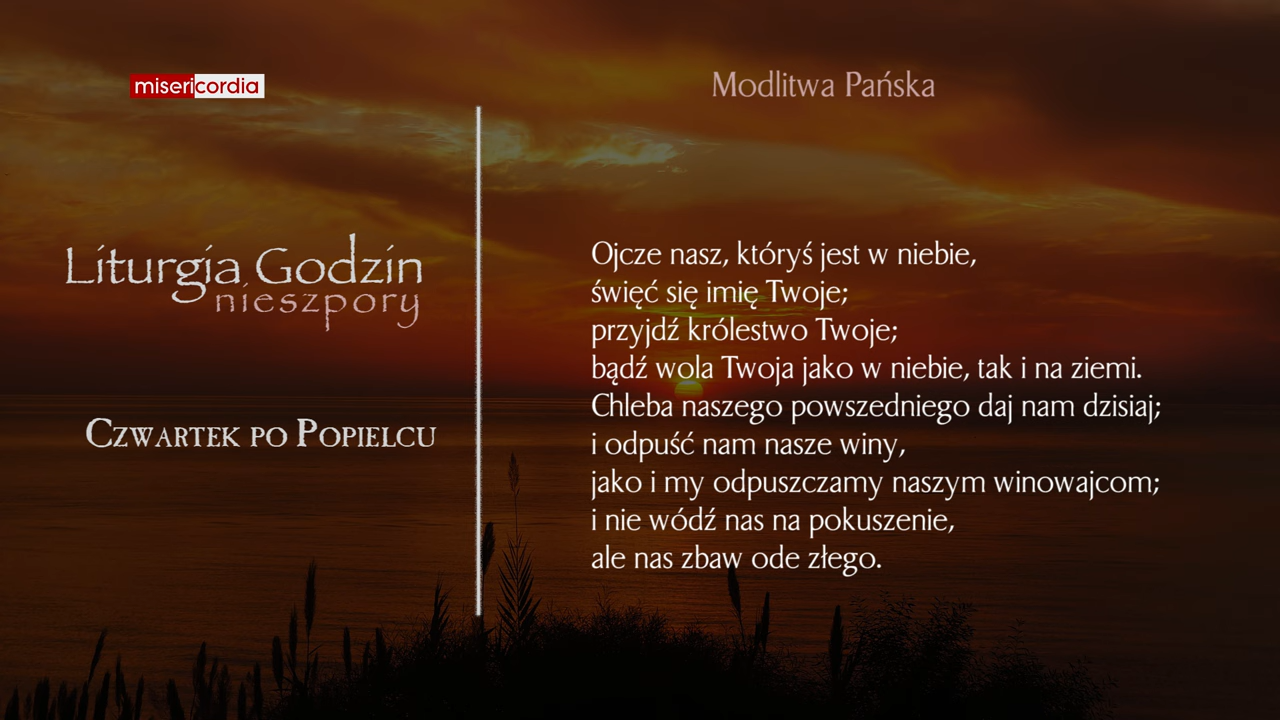 misericordia
Liturgia Godzin
nieszpory
Czwartek po Popielcu
Modlitwa Pańska
Ojcze nasz, któryś jest w niebie,
święć się imię Twoje;
przyjdź królestwo Twoje;
bądź wola Twoja jako w niebie, tak i na ziemi.
Chleba naszego powszedniego daj nam dzisiaj;
i odpuść nam nasze winy,
jako i my odpuszczamy naszym winowajcom;
i nie wódź nas na pokuszenie,
ale nas zbaw ode złego.